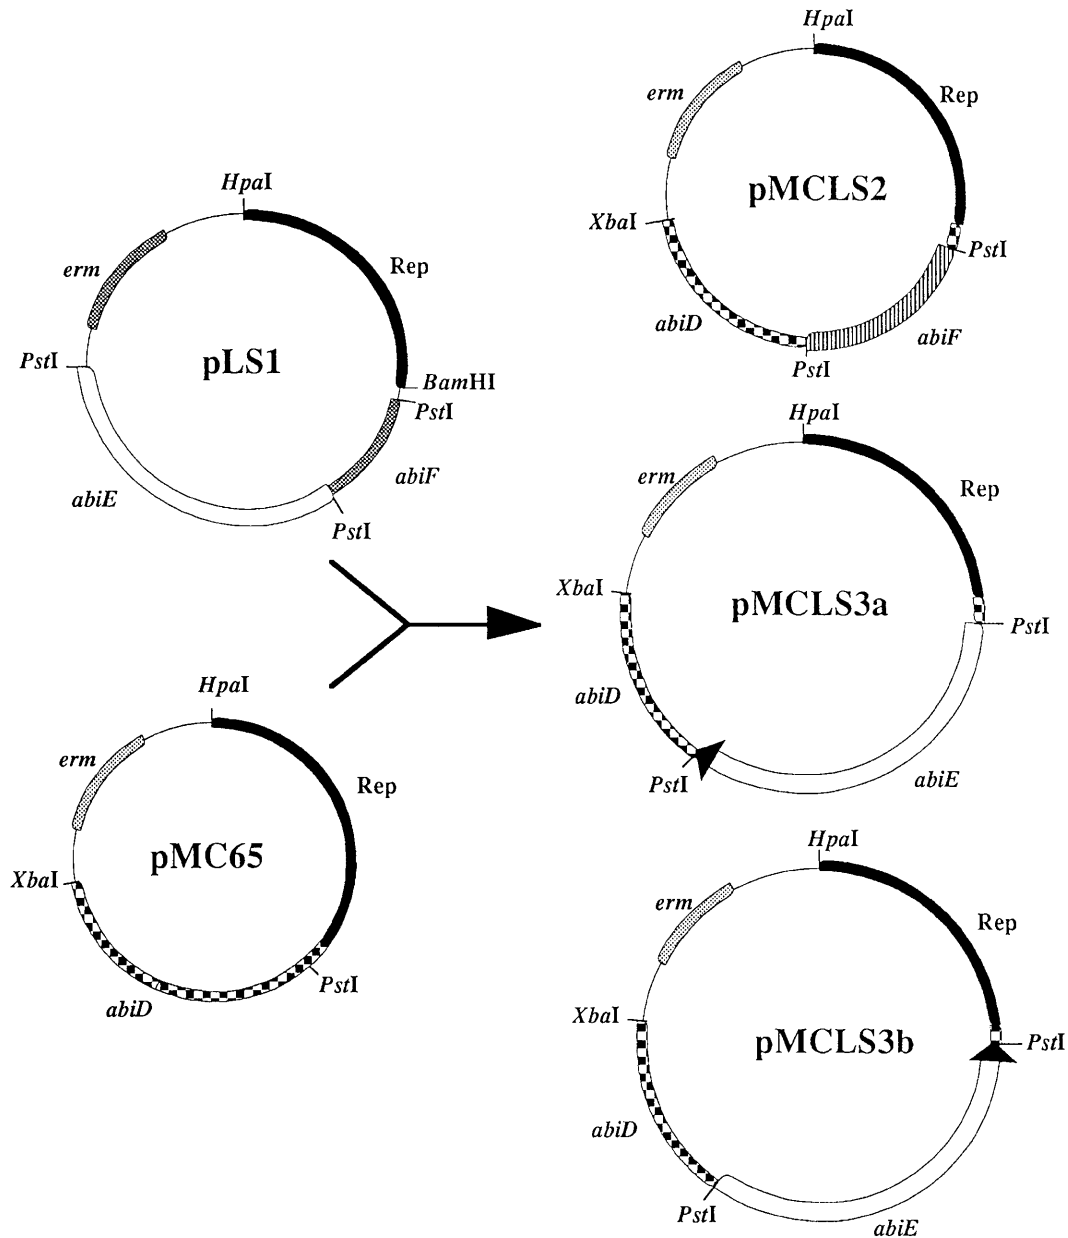 HpaI
Rep
erm
pLS1
PstI
BamHI
PstI
abiF
abiE
PstI
HpaI
erm
Rep
pMC65
XbaI
PstI
abiD
HpaI
erm
Rep
pMCLS2
XbaI
PstI
abiD
abiF
PstI
HpaI
erm
Rep
XbaI
pMCLS3a
PstI
abiD
PstI
abiE
HpaI
erm
Rep
XbaI
pMCLS3b
PstI
abiD
PstI
abiE